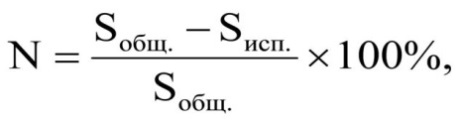 N = (S общ. − S исп.) / S общ. × 100%,